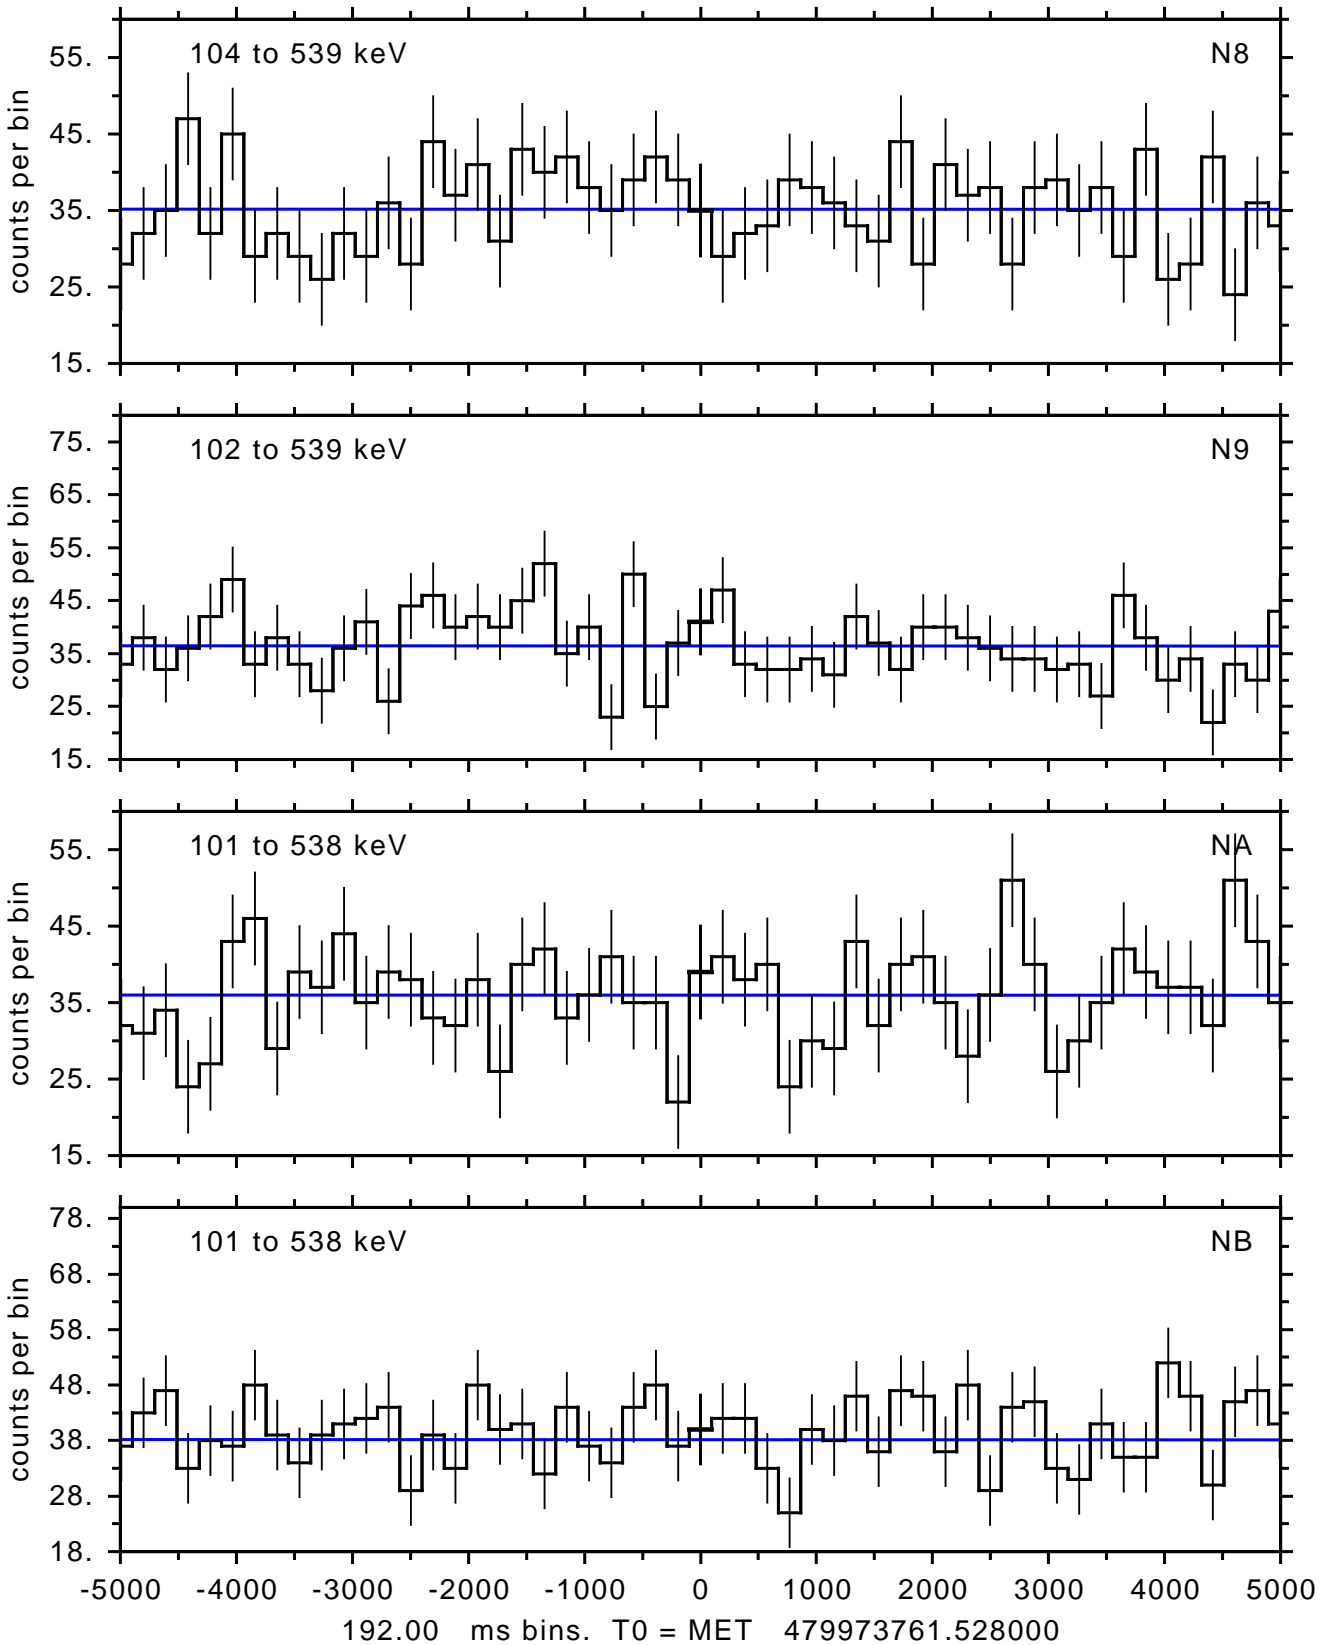 104 to 539 keV N8
55.
45.
35.
25.
15.
counts per bin
102 to 539 keV N9
75.
65.
55.
45.
35.
25.
15.
counts per bin
101 to 538 keV NA
55.
45.
35.
25.
15.
counts per bin
101 to 538 keV NB
78.
68.
58.
48.
38.
28.
18.
counts per bin
-5000 -4000 -3000 -2000 -1000 0 1000 2000 3000 4000 5000
192.00 ms bins. T0 = MET 479973761.528000